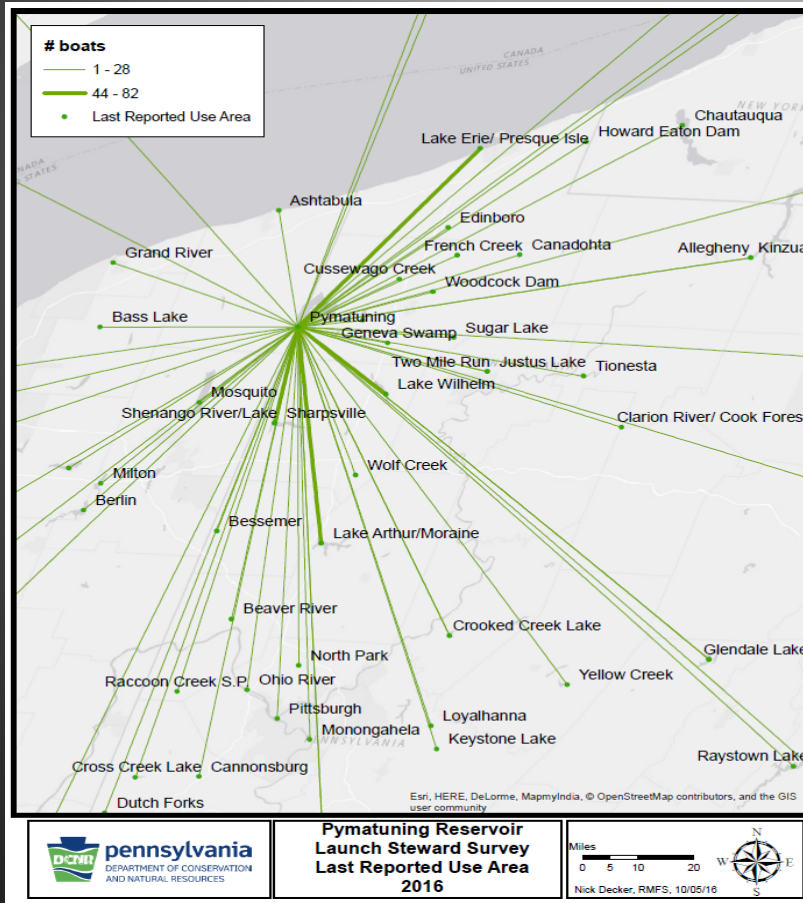 # boats
1 - 28
44 - 82
Last Reported Use Area
CANADA
UNITED STATES
NEW YORK
Chautauqua
Lake Erie/ Presque Isle
Howard Eaton Dam
STATES
Ashtabula
Edinboro
French Creek
Canadohta
Allegheny
Kinzua
Grand River
Cussewago Creek
Woodcock Dam
Bass Lake
Pymatuning
Geneva Swamp
Sugar Lake
Two Mile Run
Justus Lake
Tionesta
Lake Wilhelm
Mosquito
Shenango River/Lake
Sharpsville
Clarion River/ Cook Fores
Wolf Creek
Milton
Berlin
Bessemer
Lake Arthur/Moraine
Beaver River
Crooked Creek Lake
North Park
Glendale Lake
Yellow Creek
Raccoon Creek S.P.
Ohio River
Pittsburgh
Loyalhanna
Monongahela
NNSYLVANIA
Keystone Lake
Raystown Lake
Cross Creek Lake
Cannonsburg
Dutch Forks
Esri, HERE, DeLorme, MapmyIndia, © OpenStreetMap contributors, and the GIS
user community
DCNR
pennsylvania
DEPARTMENT OF CONSERVATION
AND NATURAL RESOURCES
Pymatuning Reservoir
Launch Steward Survey
Last Reported Use Area
2016
Miles
0 5 10 20
Nick Decker, RMFS, 10/05/16
N
W E
S